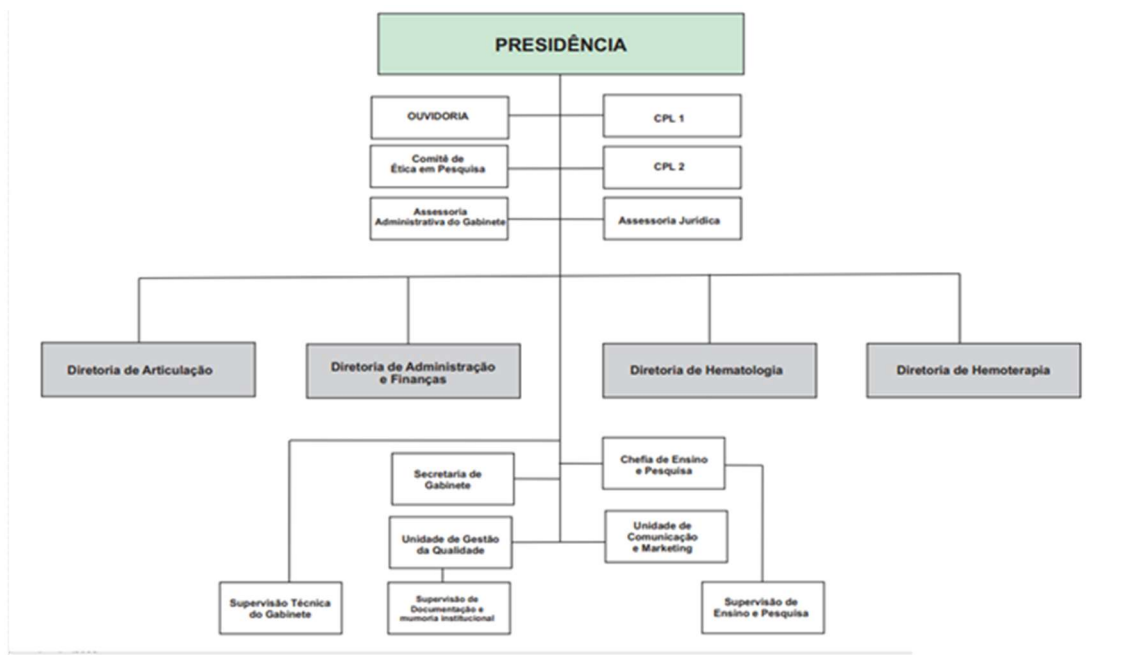 PRESIDÊNCIA
OUVIDORIA
CPL 1
Comitê de
Ética em Pesquisa
CPL 2
Assessoria
Administrativa do Gabinete
Assessoria Jurídica
Diretoria de Articulação
Diretoria de Administração
e Finanças
Diretoria de Hematologia
Diretoria de Hemoterapia
Secretaria de
Gabinete
Chefia de Ensino
e Pesquisa
Unidade de Gestão
da Qualidade
Unidade de
Comunicação
e Marketing
Supervisão Técnica
do Gabinete
Supervisão de
Documentação e
mumoria institucional
Supervisão de
Ensino e Pesquisa